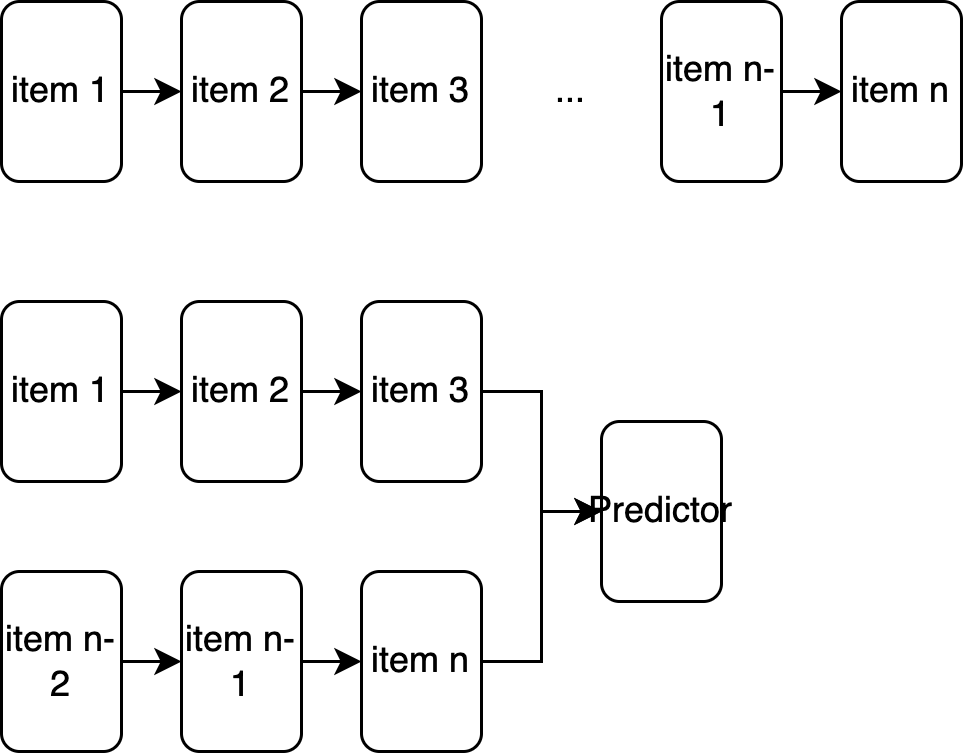 item 1
item 2
item 3
...
item n-
1
item n
item 1
item 2
item 3
Predictor
item n-
2
item n-
1
item n